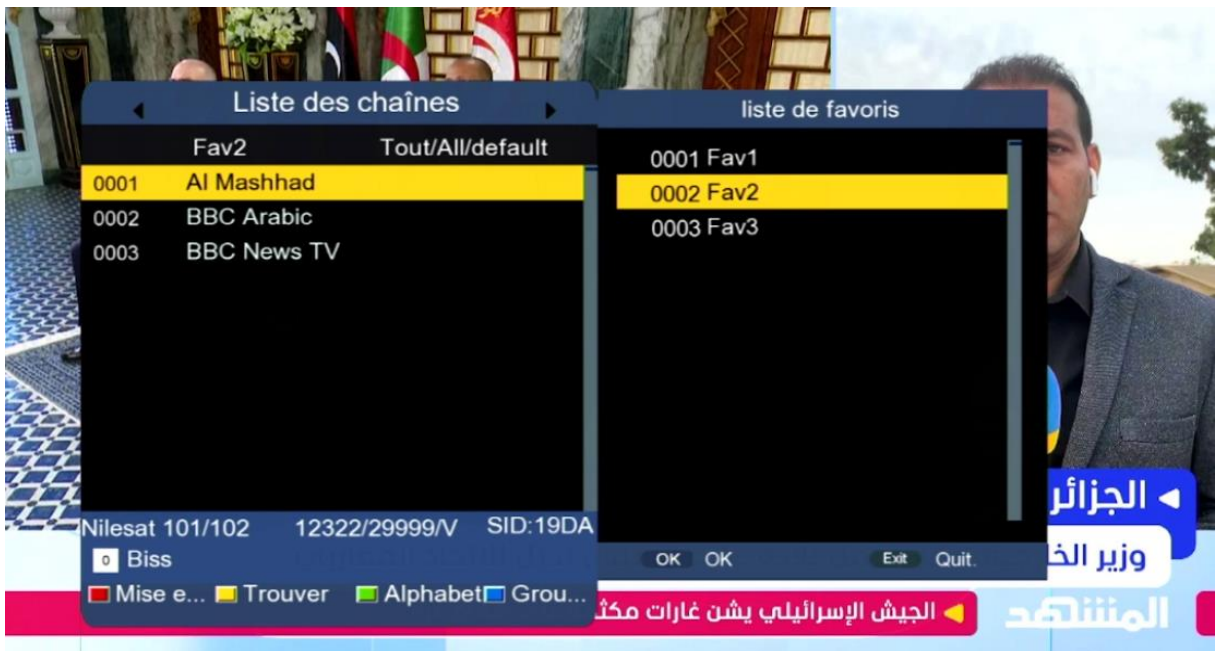 Liste des chaînes
Fav2 Tout/All/default
0001 Al Mashhad
0002 BBC Arabic
0003 BBC News TV
Nilesat 101/102 12322/29999/V SID:19DA
0 Biss
Mise e... Trouver Alphabet Grou...
liste de favoris
0001 Fav1
0002 Fav2
0003 Fav3
OK OK Exit Quit.
الجزائر
وزير الخا
الجيش الإسرائيلي يشن غارات مكثـ
المشهد